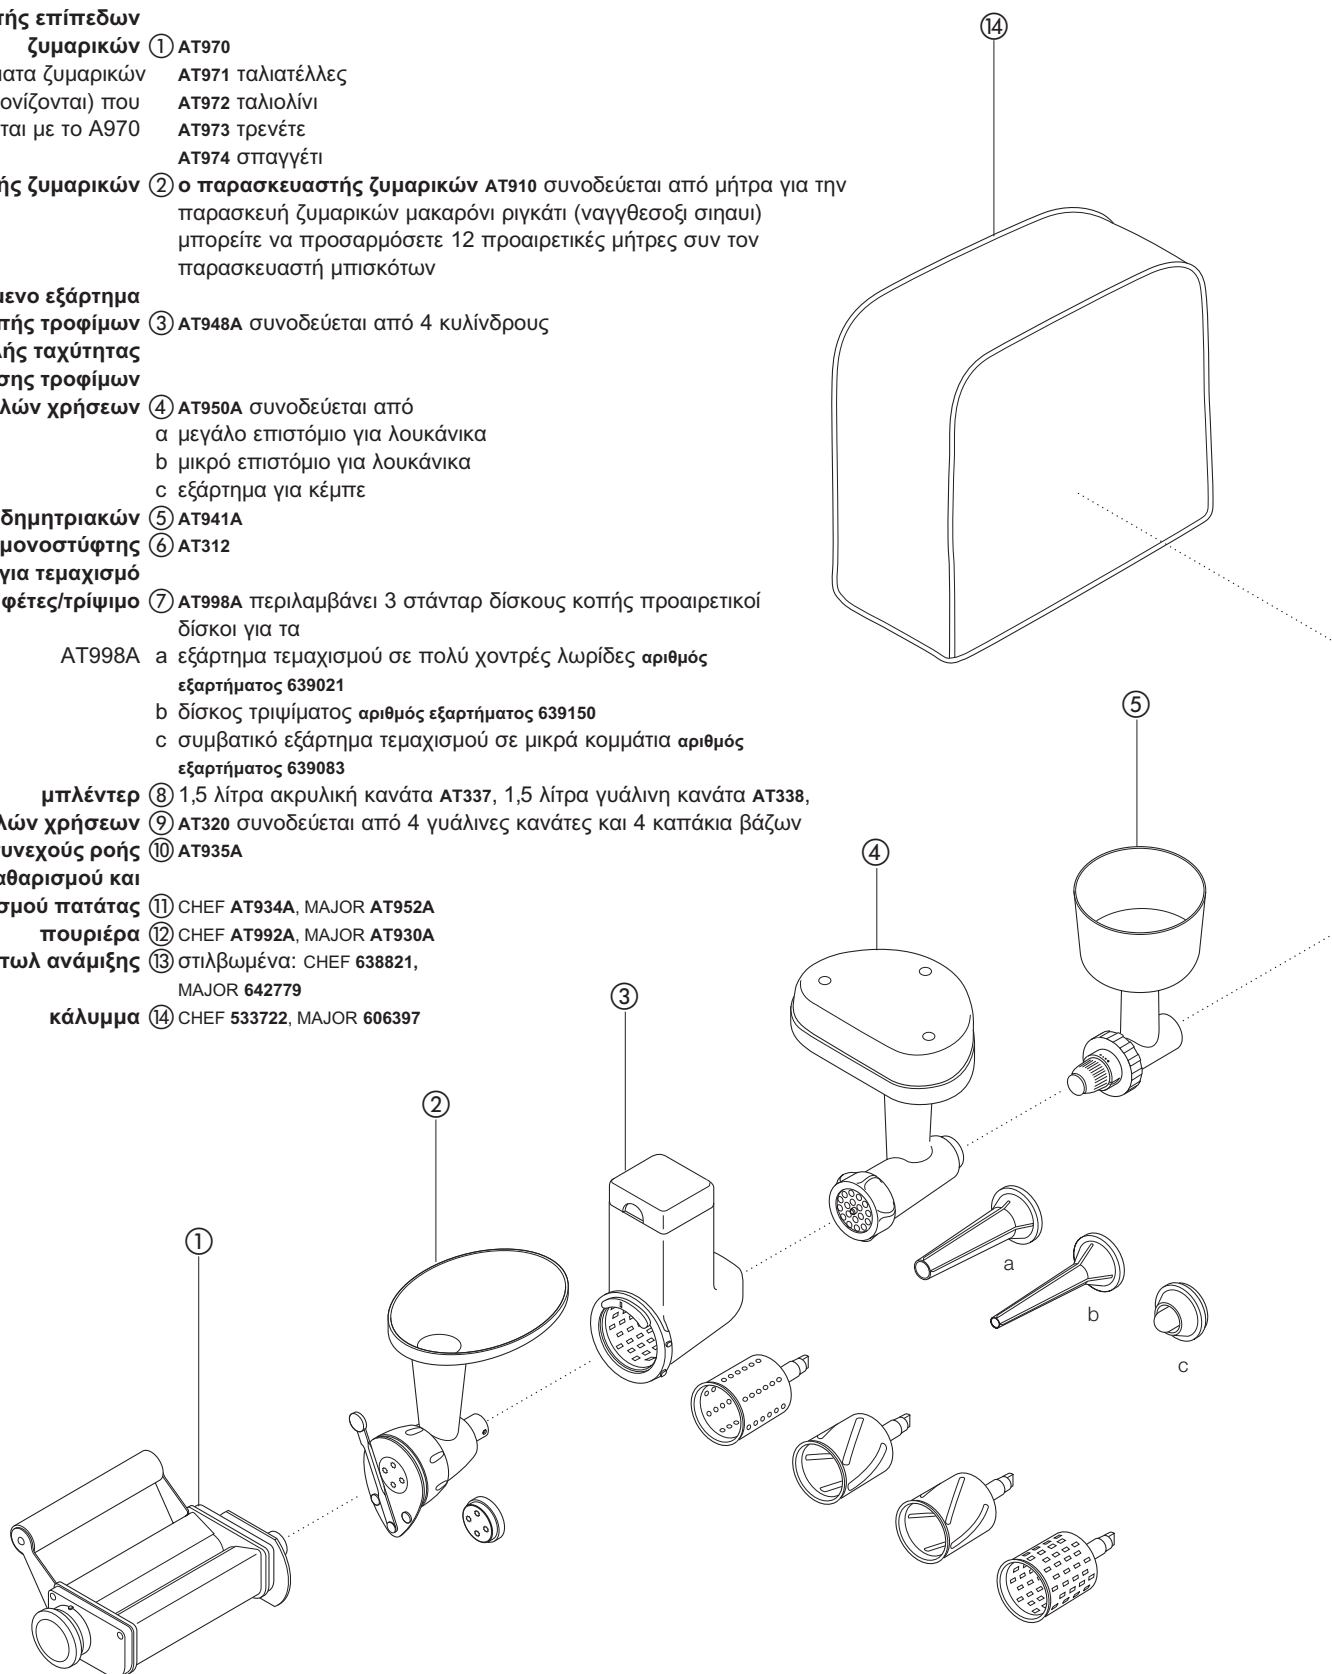 τής επίπεδων
ζυμαρικών ① AT970
ματα ζυμαρικών AT971 ταλιατέλλες
ονίζονται) που AT972 ταλιολίνι
ται με το A970 AT973 τρενέτε
AT974 σπαγγέτι
ής ζυμαρικών ② ο παρασκευαστής ζυμαρικών AT910 συνοδεύεται από μήτρα για την
παρασκευή ζυμαρικών μακαρόνι ριγκάτι (ναγγθεσοξι σιηαυι)
μπορείτε να προσαρμόσετε 12 προαιρετικές μήτρες συν τον
παρασκευαστή μπισκότων
μενο εξάρτημα
πής τροφίμων ③ AT948A συνοδεύεται από 4 κυλίνδρους
λής ταχύτητας
σης τροφίμων
λών χρήσεων ④ AT950A συνοδεύεται από
α μεγάλο επιστόμιο για λουκάνικα
b μικρό επιστόμιο για λουκάνικα
c εξάρτημα για κέμπε
δημητριακών ⑤ AT941A
μονοστύφτης ⑥ AT312
για τεμαχισμό
φέτες/τρίψιμο ⑦ AT998A περιλαμβάνει 3 στάνταρ δίσκους κοπής προαιρετικοί
δίσκοι για τα
AT998A a εξάρτημα τεμαχισμού σε πολύ χοντρές λωρίδες αριθμός
εξαρτήματος 639021
b δίσκος τριψίματος αριθμός εξαρτήματος 639150
c συμβατικό εξάρτημα τεμαχισμού σε μικρά κομμάτια αριθμός
εξαρτήματος 639083
μπλέντερ ⑧ 1,5 λίτρα ακρυλική κανάτα AT337, 1,5 λίτρα γυάλινη κανάτα AT338,
λών χρήσεων ⑨ AT320 συνοδεύεται από 4 γυάλινες κανάτες και 4 καπάκια βάζων
υνεχούς ροής ⑩ AT935A
αθαρισμού και
σμού πατάτας ⑪ CHEF AT934A, MAJOR AT952A
πουριέρα ⑫ CHEF AT992A, MAJOR AT930A
πωλ ανάμιξης ⑬ στιλβωμένα: CHEF 638821,
MAJOR 642779
κάλυμμα ⑭ CHEF 533722, MAJOR 606397
⑭
⑤
④
③
②
①
a
b
c